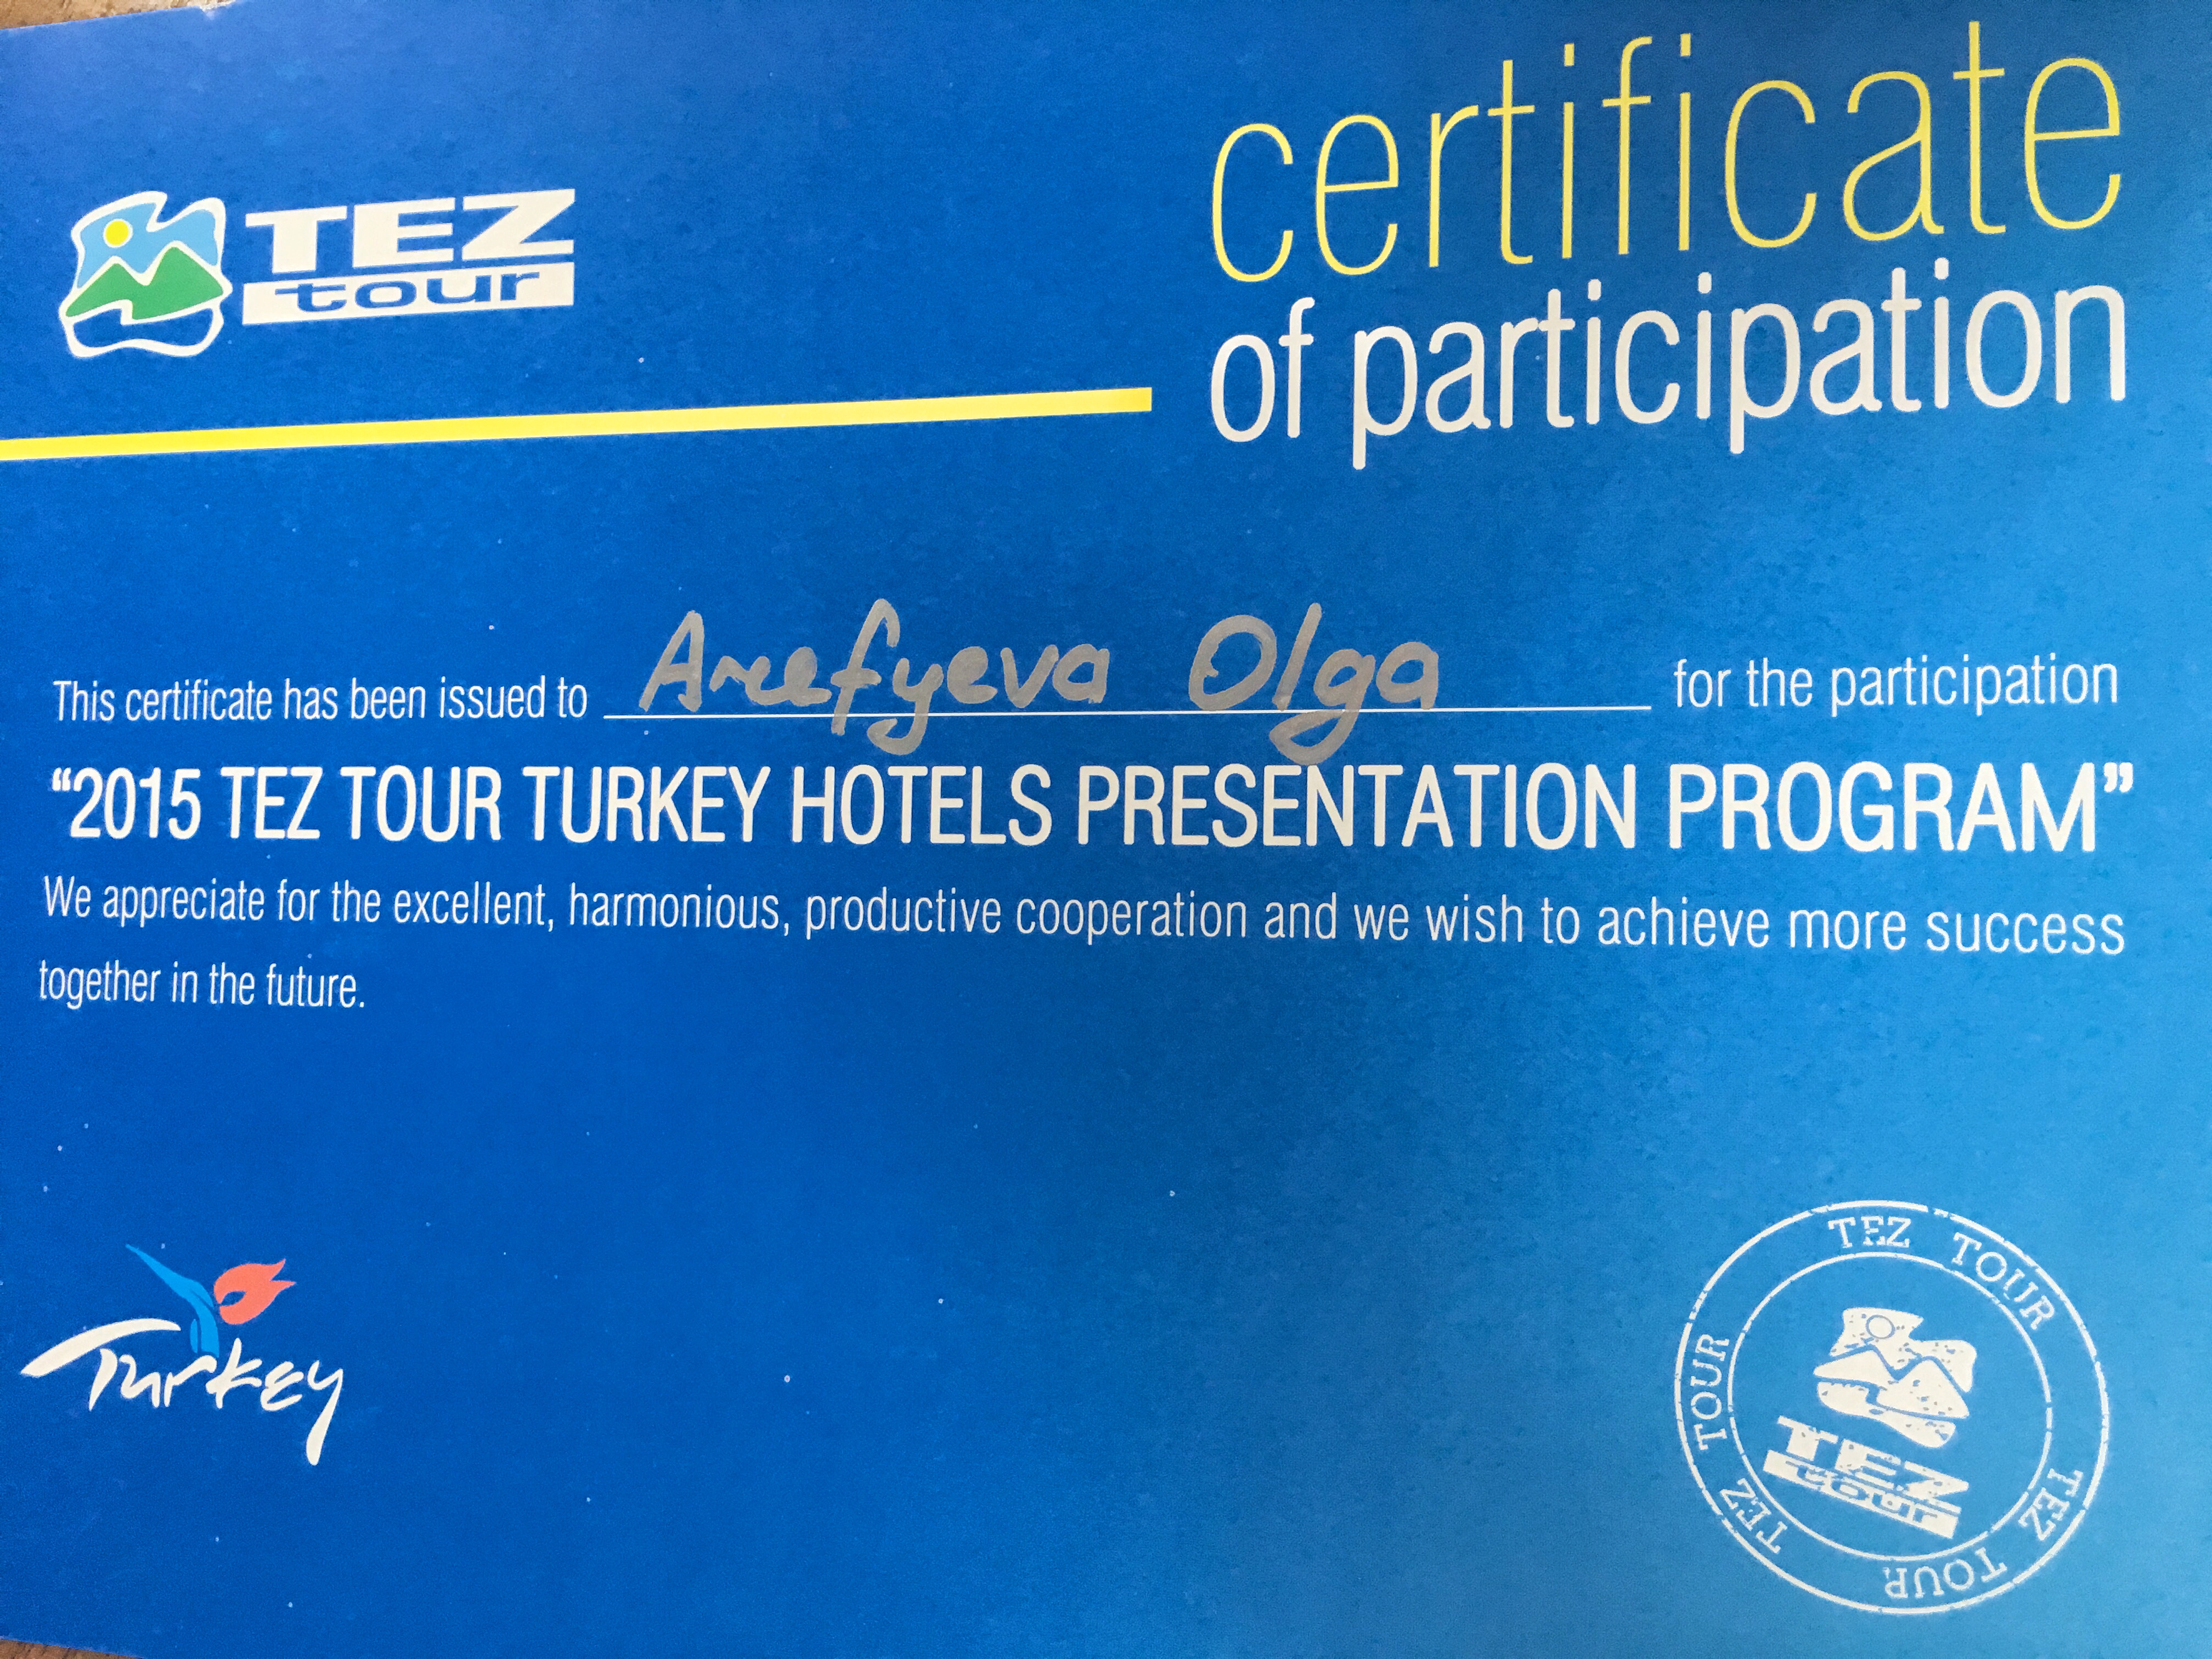 TEZ
tour
certificate
of participation
This certificate has been issued to Arefyeva Olga for the participation
“2015 TEZ TOUR TURKEY HOTELS PRESENTATION PROGRAM”
We appreciate for the excellent, harmonious, productive cooperation and we wish to achieve more success
together in the future.
Turkey
TEZ TOUR TEZ TOUR TEZ TOUR
TEZ
tour